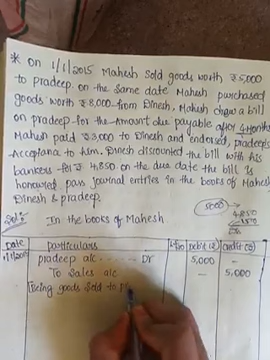 * On 1/1/2015 Mahesh Sold goods worth ₹5,000
to pradeep. on the same date Mahesh purchased
goods worth ₹8,000 from Dinesh, Mahesh drew a bill
on pradeep for the Amount due payable after 4 months
Mahesh paid ₹3,000 to Dinesh and endorsed, pradeep's
Acceptance to him. Dinesh discounted the bill with his
bankers for ₹ 4,850 on the due date the bill is
honoured. pass journal entries in the books of Mahesh
Dinesh & pradeep.
5000
4,850
150
In the books of Mahesh
Date particulars Debit (₹) credit (₹)
1/1/2015 pradeep a/c ------ Dr 5,000 -
To Sales a/c - 5,000
(Being goods sold to